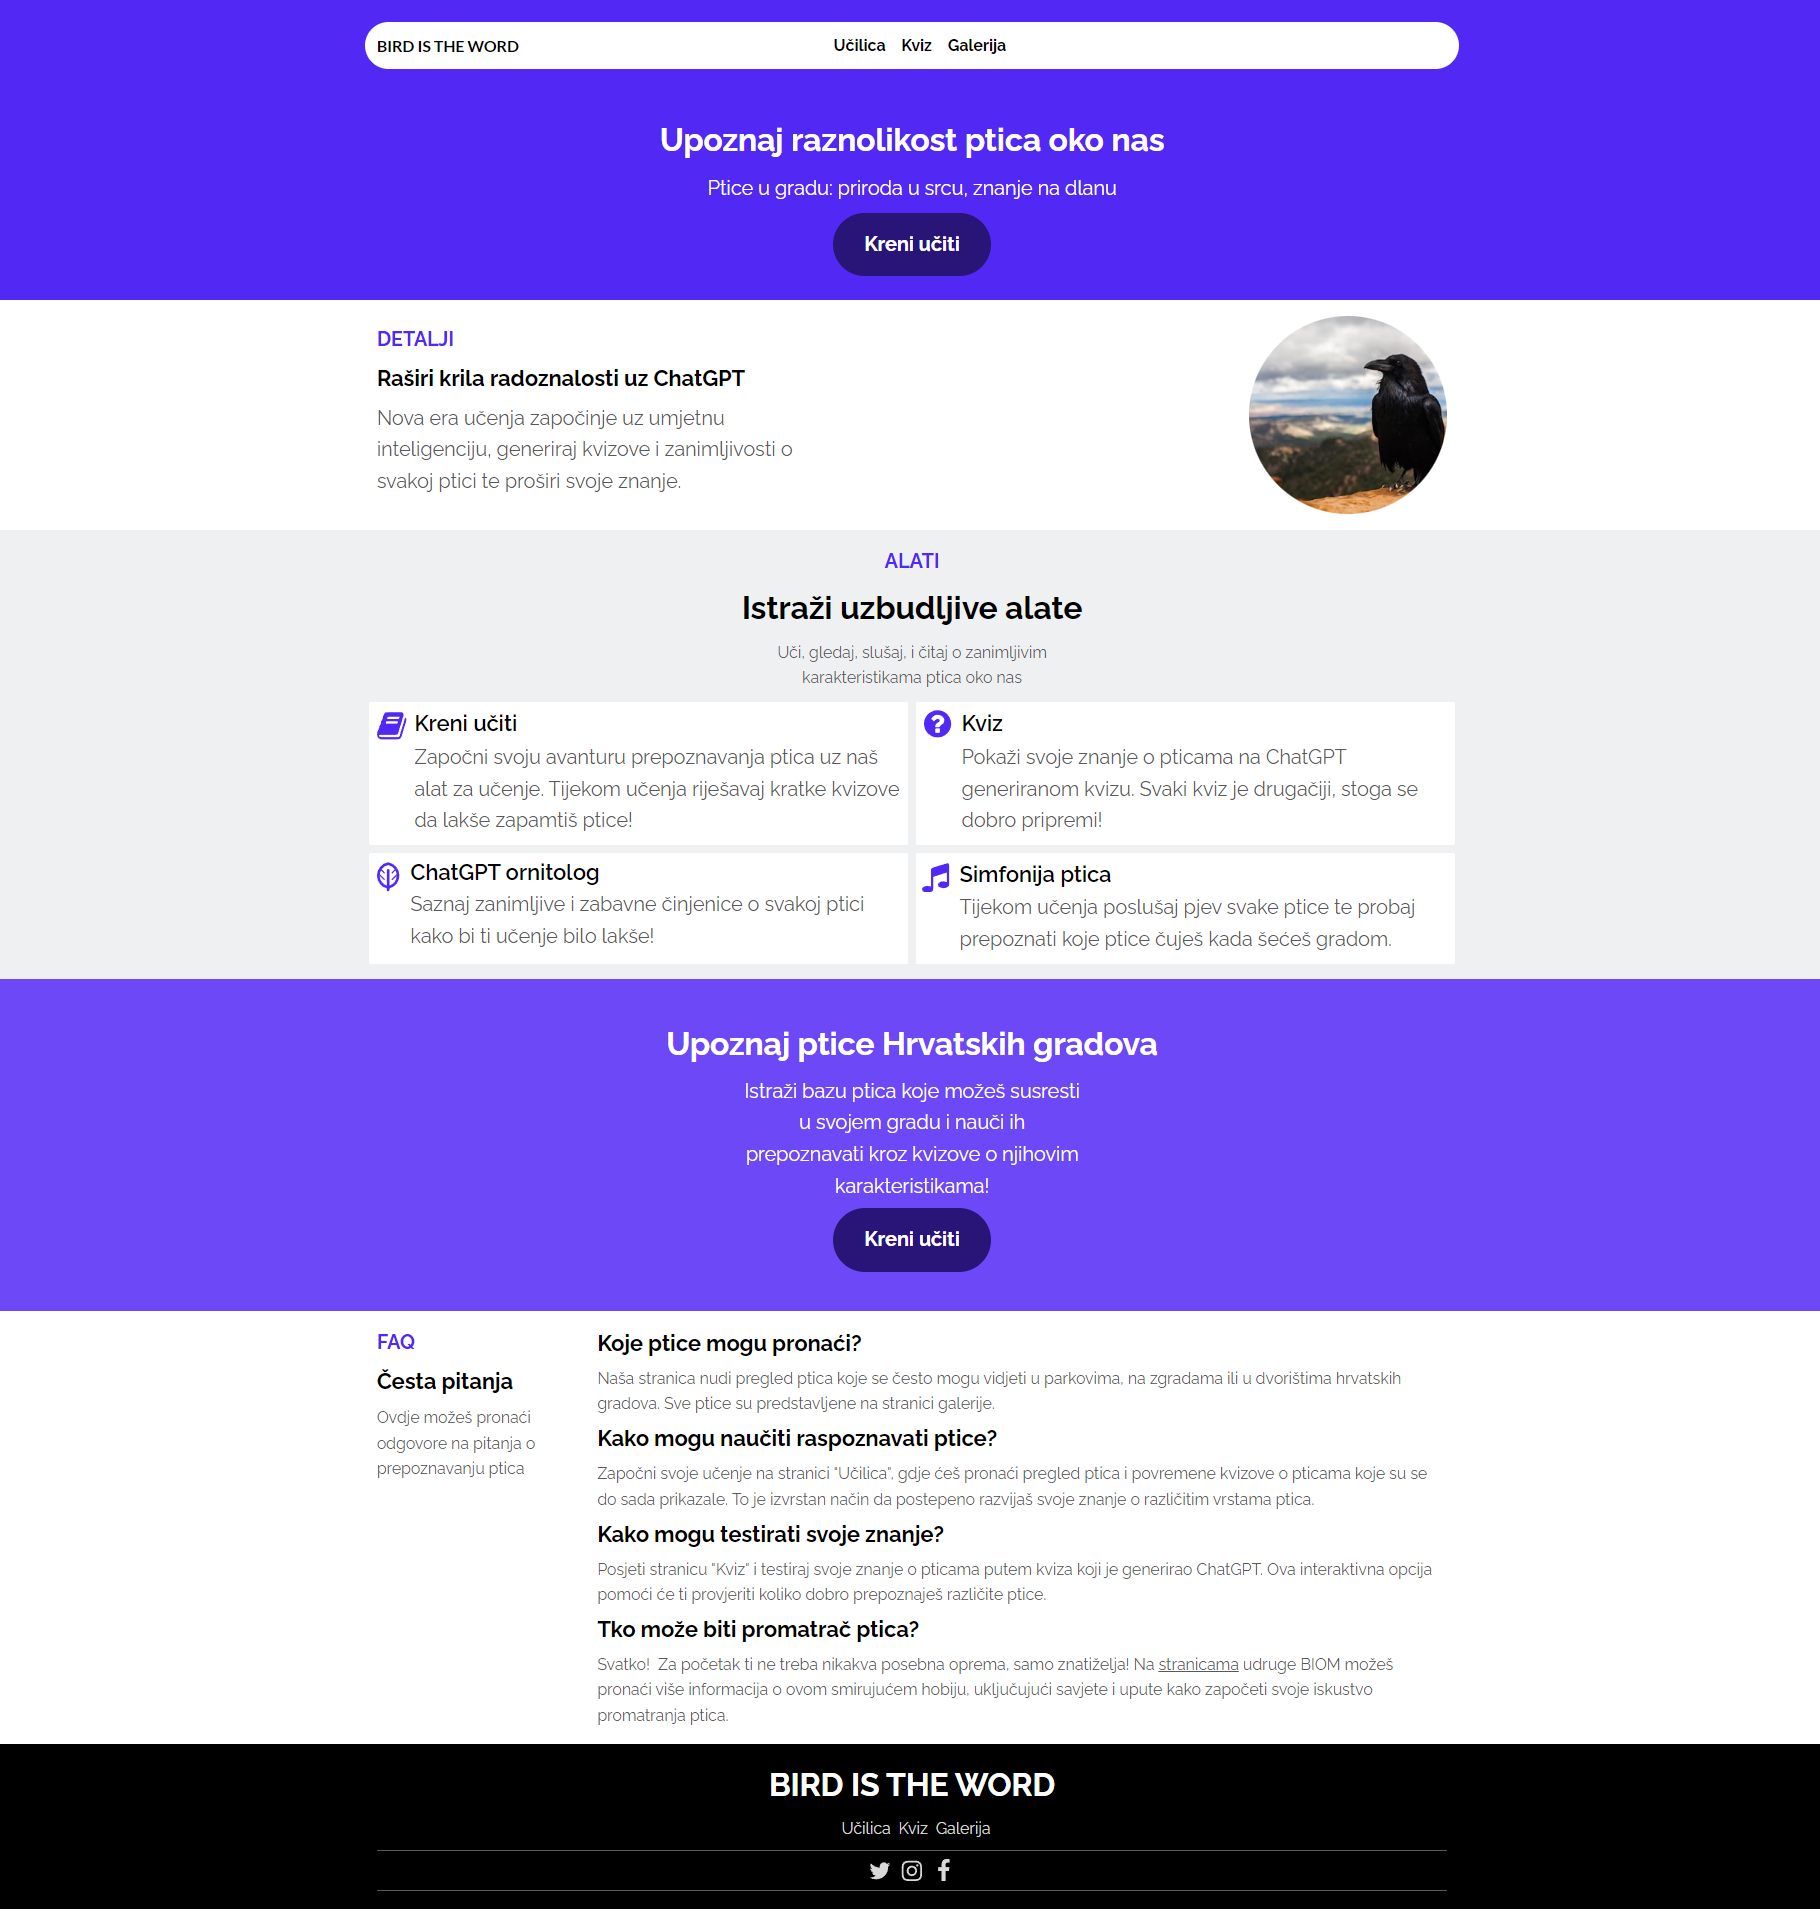 BIRD IS THE WORD
Učilica Kviz Galerija
Upoznaj raznolikost ptica oko nas
Ptice u gradu: priroda u srcu, znanje na dlanu
Kreni učiti
DETALJI
Raširi krila radoznalosti uz ChatGPT
Nova era učenja započinje uz umjetnu
inteligenciju, generiraj kvizove i zanimljivosti o
svakoj ptici te proširi svoje znanje.
ALATI
Istraži uzbudljive alate
Uči, gledaj, slušaj, i čitaj o zanimljivim
karakteristikama ptica oko nas
Kreni učiti
Započni svoju avanturu prepoznavanja ptica uz naš
alat za učenje. Tijekom učenja riješavaj kratke kvizove
da lakše zapamtiš ptice!
Kviz
Pokaži svoje znanje o pticama na ChatGPT
generiranom kvizu. Svaki kviz je drugačiji, stoga se
dobro pripremi!
ChatGPT ornitolog
Saznaj zanimljive i zabavne činjenice o svakoj ptici
kako bi ti učenje bilo lakše!
Simfonija ptica
Tijekom učenja poslušaj pjev svake ptice te probaj
prepoznati koje ptice čuješ kada šećeš gradom.
Upoznaj ptice Hrvatskih gradova
Istraži bazu ptica koje možeš susresti
u svojem gradu i nauči ih
prepoznavati kroz kvizove o njihovim
karakteristikama!
Kreni učiti
FAQ
Česta pitanja
Ovdje možeš pronaći
odgovore na pitanja o
prepoznavanju ptica
Koje ptice mogu pronaći?
Naša stranica nudi pregled ptica koje se često mogu vidjeti u parkovima, na zgradama ili u dvorištima hrvatskih
gradova. Sve ptice su predstavljene na stranici galerije.
Kako mogu naučiti raspoznavati ptice?
Započni svoje učenje na stranici "Učilica", gdje ćeš pronaći pregled ptica i povremene kvizove o pticama koje su se
do sada prikazale. To je izvrstan način da postepeno razvijaš svoje znanje o različitim vrstama ptica.
Kako mogu testirati svoje znanje?
Posjeti stranicu "Kviz" i testiraj svoje znanje o pticama putem kviza koji je generirao ChatGPT. Ova interaktivna opcija
pomoći će ti provjeriti koliko dobro prepoznaješ različite ptice.
Tko može biti promatrač ptica?
Svatko!  Za početak ti ne treba nikakva posebna oprema, samo znatiželja! Na stranicama udruge BIOM možeš
pronaći više informacija o ovom smirujućem hobiju, uključujući savjete i upute kako započeti svoje iskustvo
promatranja ptica.
BIRD IS THE WORD
Učilica Kviz Galerija